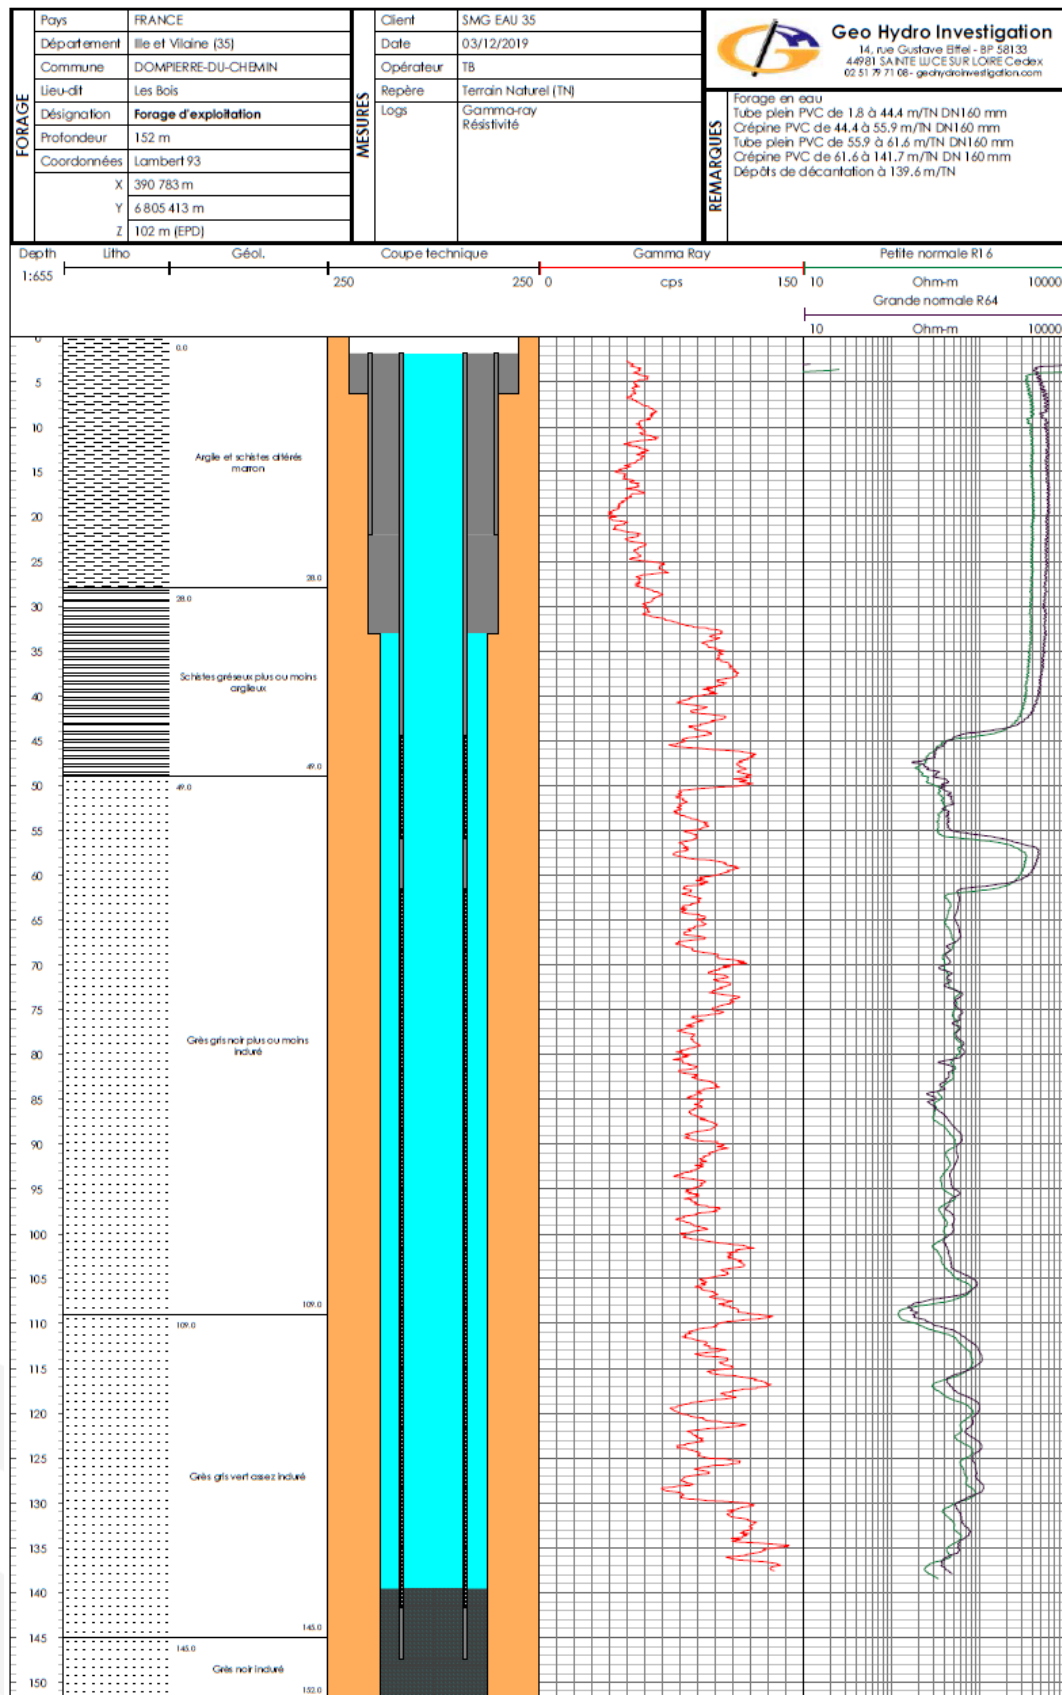 FORAGE
Pays FRANCE
Département Ille et Vilaine (35)
Commune DOMPIERRE-DU-CHEMIN
Lieu-dit Les Bois
Désignation Forage d'exploitation
Profondeur 152 m
Coordonnées Lambert 93
X 390 783 m
Y 6 805 413 m
Z 102 m (EPD)
MESURES
Client SMG EAU 35
Date 03/12/2019
Opérateur TB
Repère Terrain Naturel (TN)
Logs Gamma-ray
Résistivité
Geo Hydro Investigation
14, rue Gustave Eiffel - BP 58133
44981 SAINTE LUCE SUR LOIRE Cedex
02 51 79 71 08 - geohydroinvestigation.com
REMARQUES
Forage en eau
Tube plein PVC de 1.8 à 44.4 m/TN DN160 mm
Crépine PVC de 44.4 à 55.9 m/TN DN160 mm
Tube plein PVC de 55.9 à 61.6 m/TN DN160 mm
Crépine PVC de 61.6 à 141.7 m/TN DN 160 mm
Dépôts de décantation à 139.6 m/TN
Depth Litho Géol. Coupe technique Gamma Ray Petite normale R16
1:655 250 250 0 cps 150 10 Ohm-m 10000
Grande normale R64
10 Ohm-m 10000
0
0.0
5
10
Argile et schistes altérés
marron
15
20
25
28.0
28.0
30
35
Schistes gréseux plus ou moins
argileux
40
45
49.0
49.0
50
55
60
65
70
75
Grès gris noir plus ou moins
induré
80
85
90
95
100
105
109.0
109.0
110
115
120
125
Grès gris vert assez induré
130
135
140
145.0
145
145.0
Grès noir induré
150
152.0